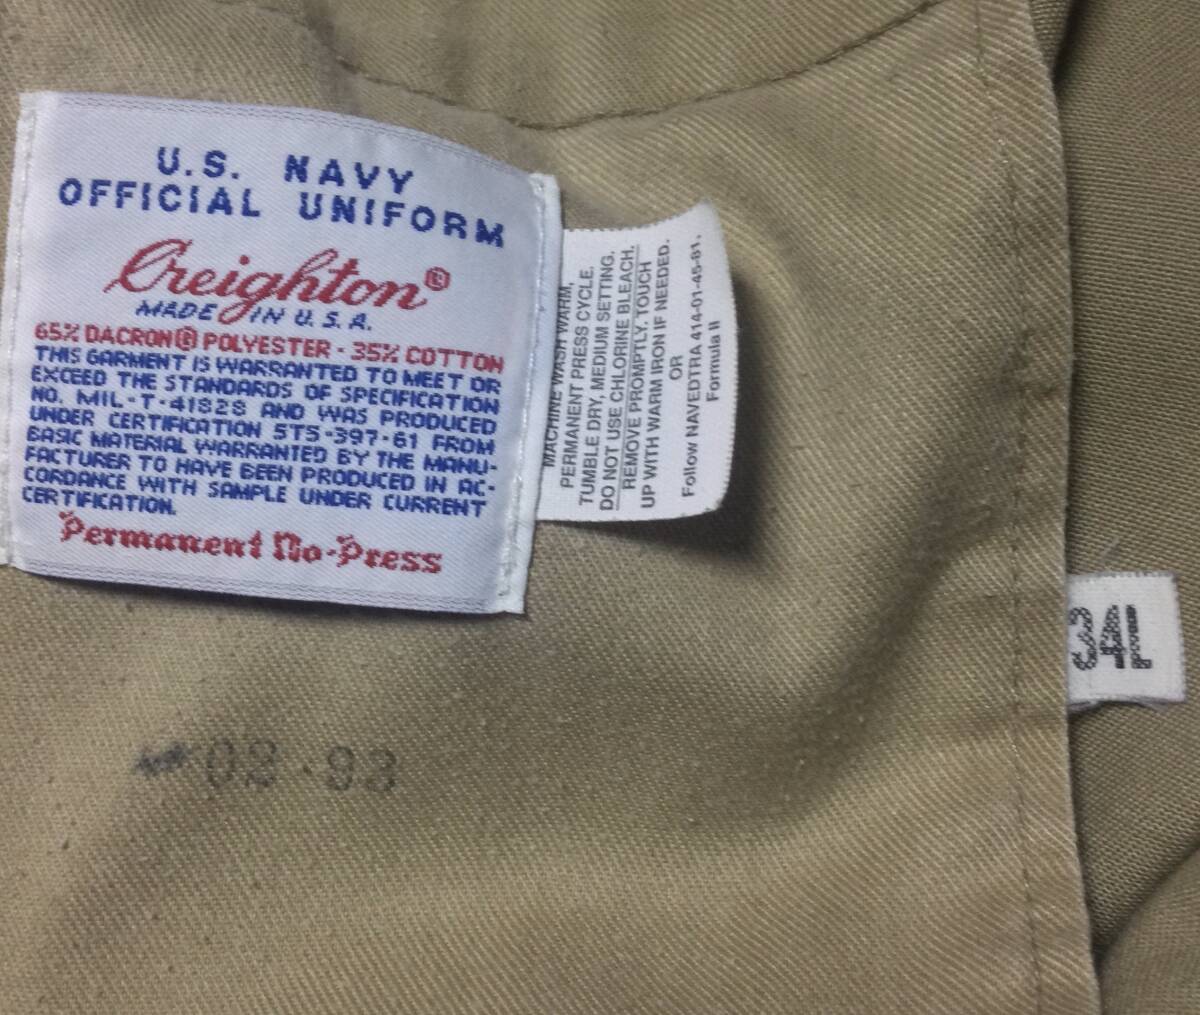 U.S. NAVY
OFFICIAL UNIFORM
Creighton®
MADE IN U.S.A.
65% DACRON® POLYESTER - 35% COTTON
THIS GARMENT IS WARRANTED TO MEET OR
EXCEED THE STANDARDS OF SPECIFICATION
NO. MIL-T-41828 AND WAS PRODUCED
UNDER CERTIFICATION STS-397-61 FROM
BASIC MATERIAL WARRANTED BY THE MANU-
FACTURER TO HAVE BEEN PRODUCED IN AC-
CORDANCE WITH SAMPLE UNDER CURRENT
CERTIFICATION.
Permanent No-Press
MACHINE WASH WARM,
PERMANENT PRESS CYCLE.
TUMBLE DRY, MEDIUM SETTING.
DO NOT USE CHLORINE BLEACH.
REMOVE PROMPTLY. TOUCH
UP WITH WARM IRON IF NEEDED.
OR
Follow NAVEDTRA 414-01-45-81.
Formula II
02-93